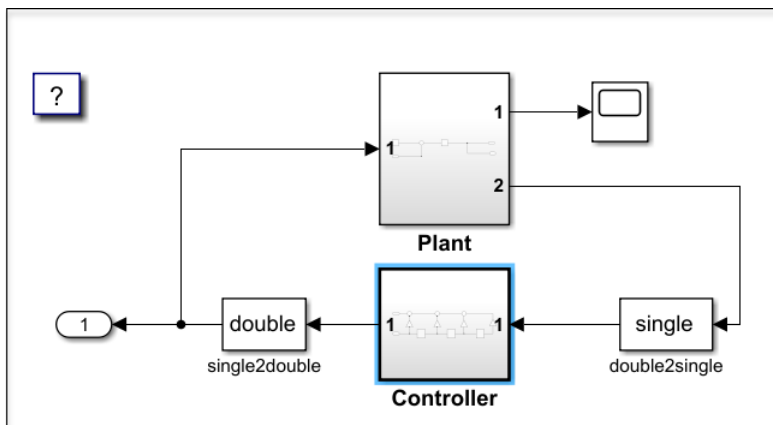 ?
1
1
2
Plant
1
double
single2double
1
1
Controller
single
double2single